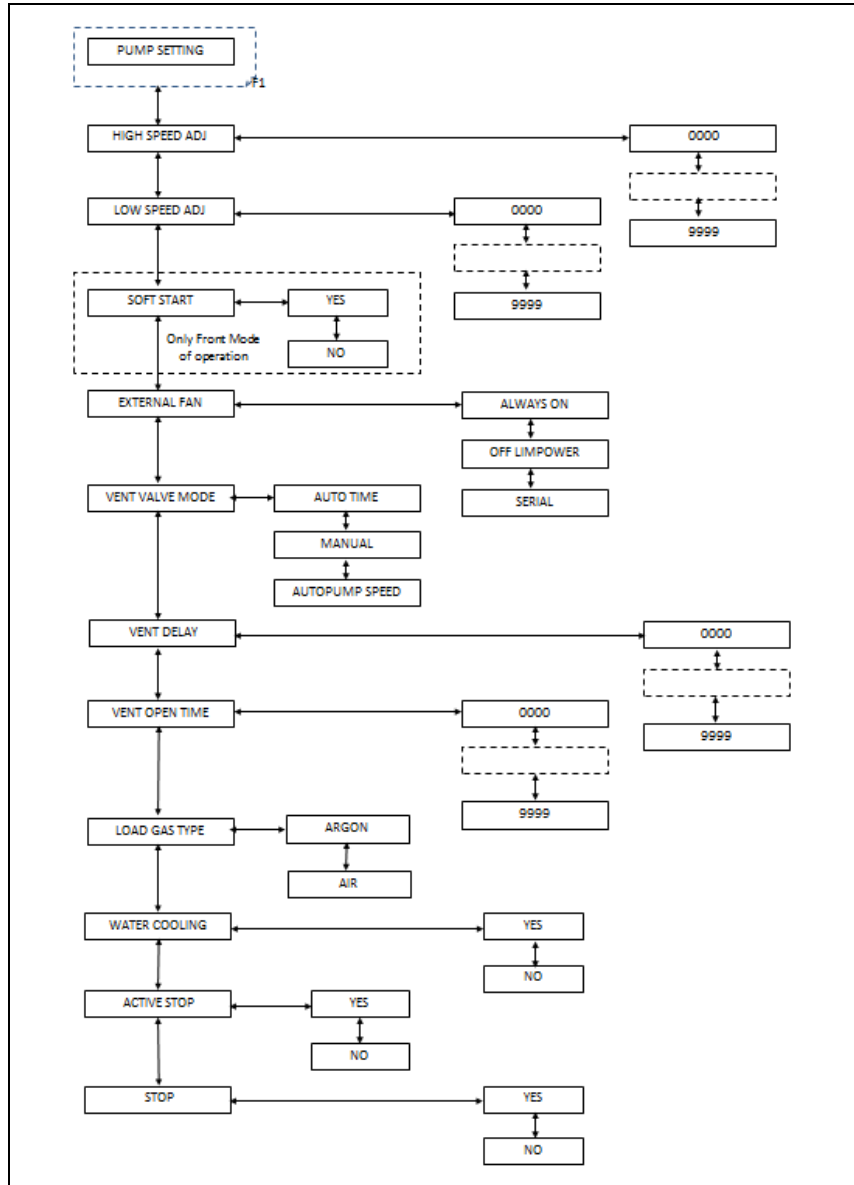 PUMP SETTING
F1
HIGH SPEED ADJ
0000
9999
LOW SPEED ADJ
0000
9999
SOFT START
YES
NO
Only Front Mode
of operation
EXTERNAL FAN
ALWAYS ON
OFF LIMPOWER
SERIAL
VENT VALVE MODE
AUTO TIME
MANUAL
AUTOPUMP SPEED
VENT DELAY
0000
9999
VENT OPEN TIME
0000
9999
LOAD GAS TYPE
ARGON
AIR
WATER COOLING
YES
NO
ACTIVE STOP
YES
NO
STOP
YES
NO